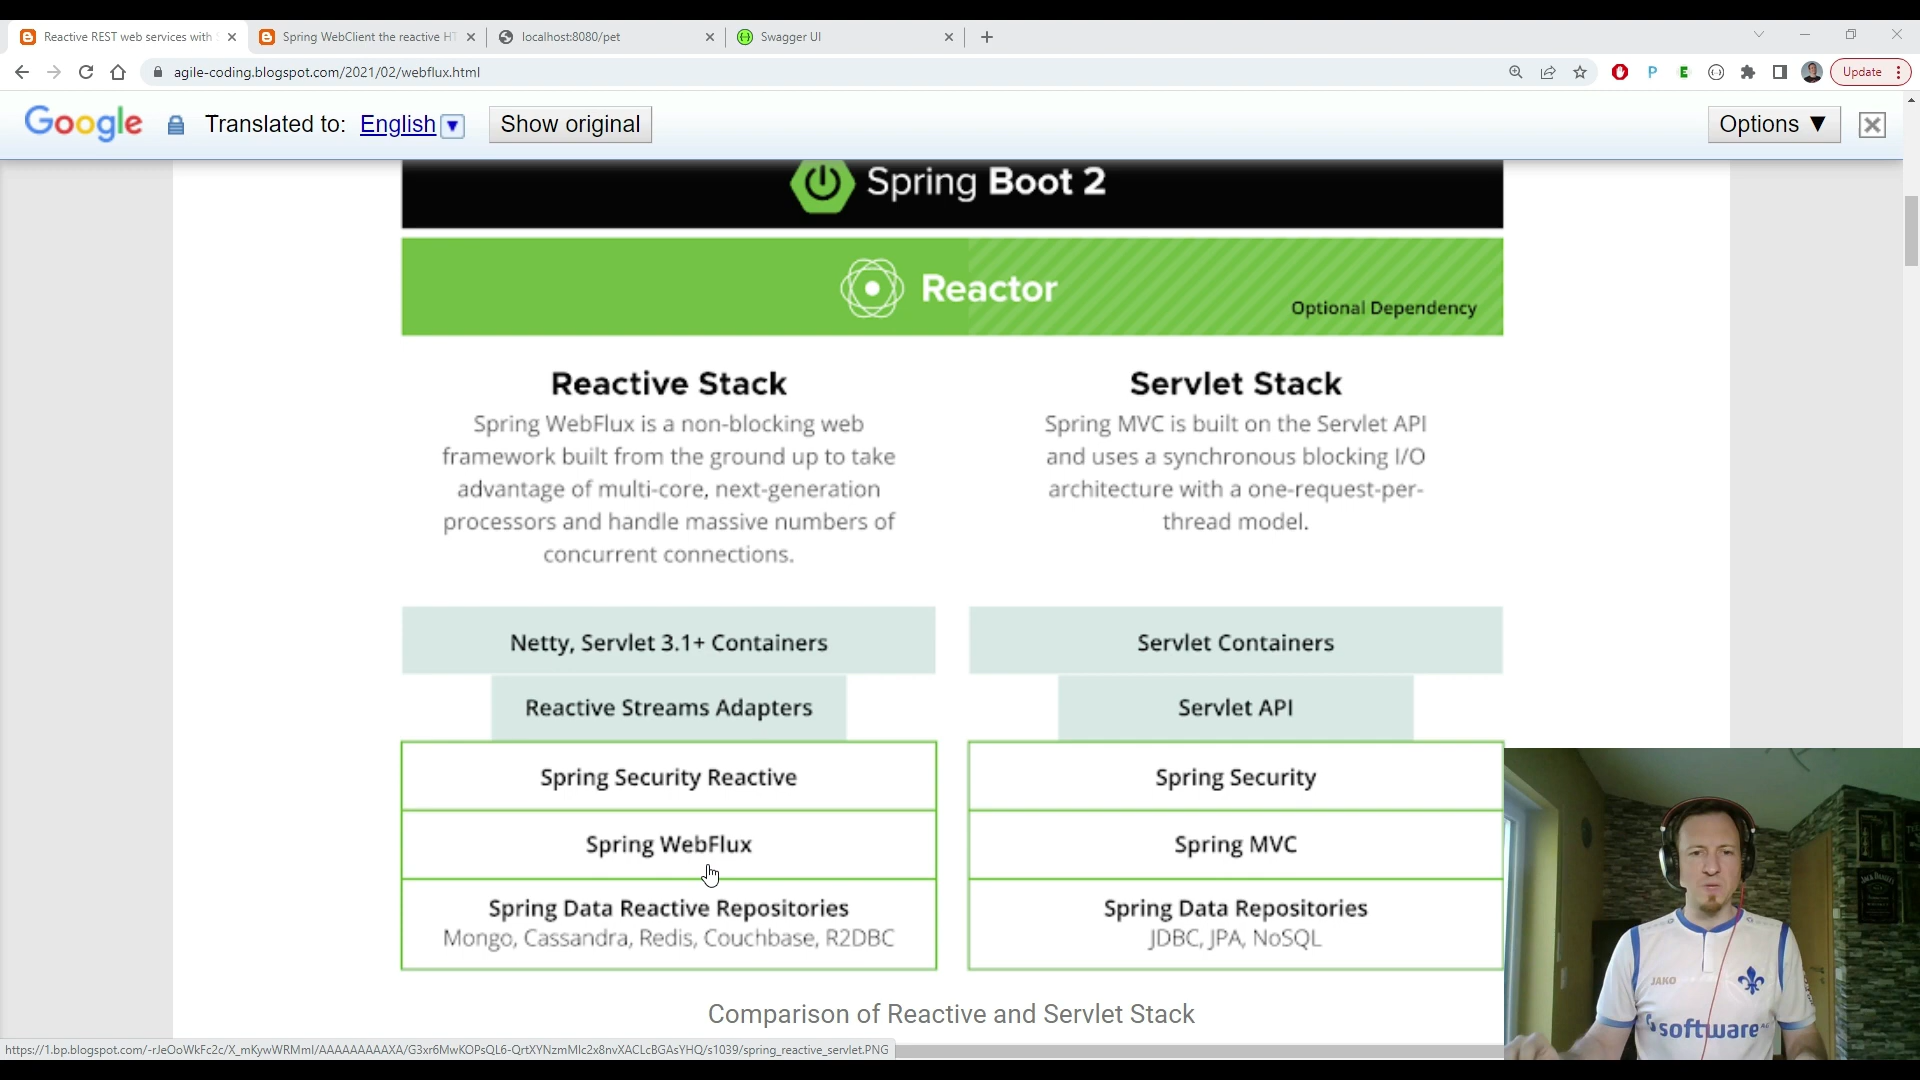 Reactive REST web services with S
Spring WebClient the reactive HT
localhost:8080/pet
Swagger UI
agile-coding.blogspot.com/2021/02/webflux.html
P
E
Update
Google
Translated to: English
Show original
Options ▼
Spring Boot 2
Reactor
Optional Dependency
Reactive Stack
Spring WebFlux is a non-blocking web
framework built from the ground up to take
advantage of multi-core, next-generation
processors and handle massive numbers of
concurrent connections.
Servlet Stack
Spring MVC is built on the Servlet API
and uses a synchronous blocking I/O
architecture with a one-request-per-
thread model.
Netty, Servlet 3.1+ Containers
Servlet Containers
Reactive Streams Adapters
Servlet API
Spring Security Reactive
Spring Security
Spring WebFlux
Spring MVC
Spring Data Reactive Repositories
Mongo, Cassandra, Redis, Couchbase, R2DBC
Spring Data Repositories
JDBC, JPA, NoSQL
Comparison of Reactive and Servlet Stack
JAKO
software AG